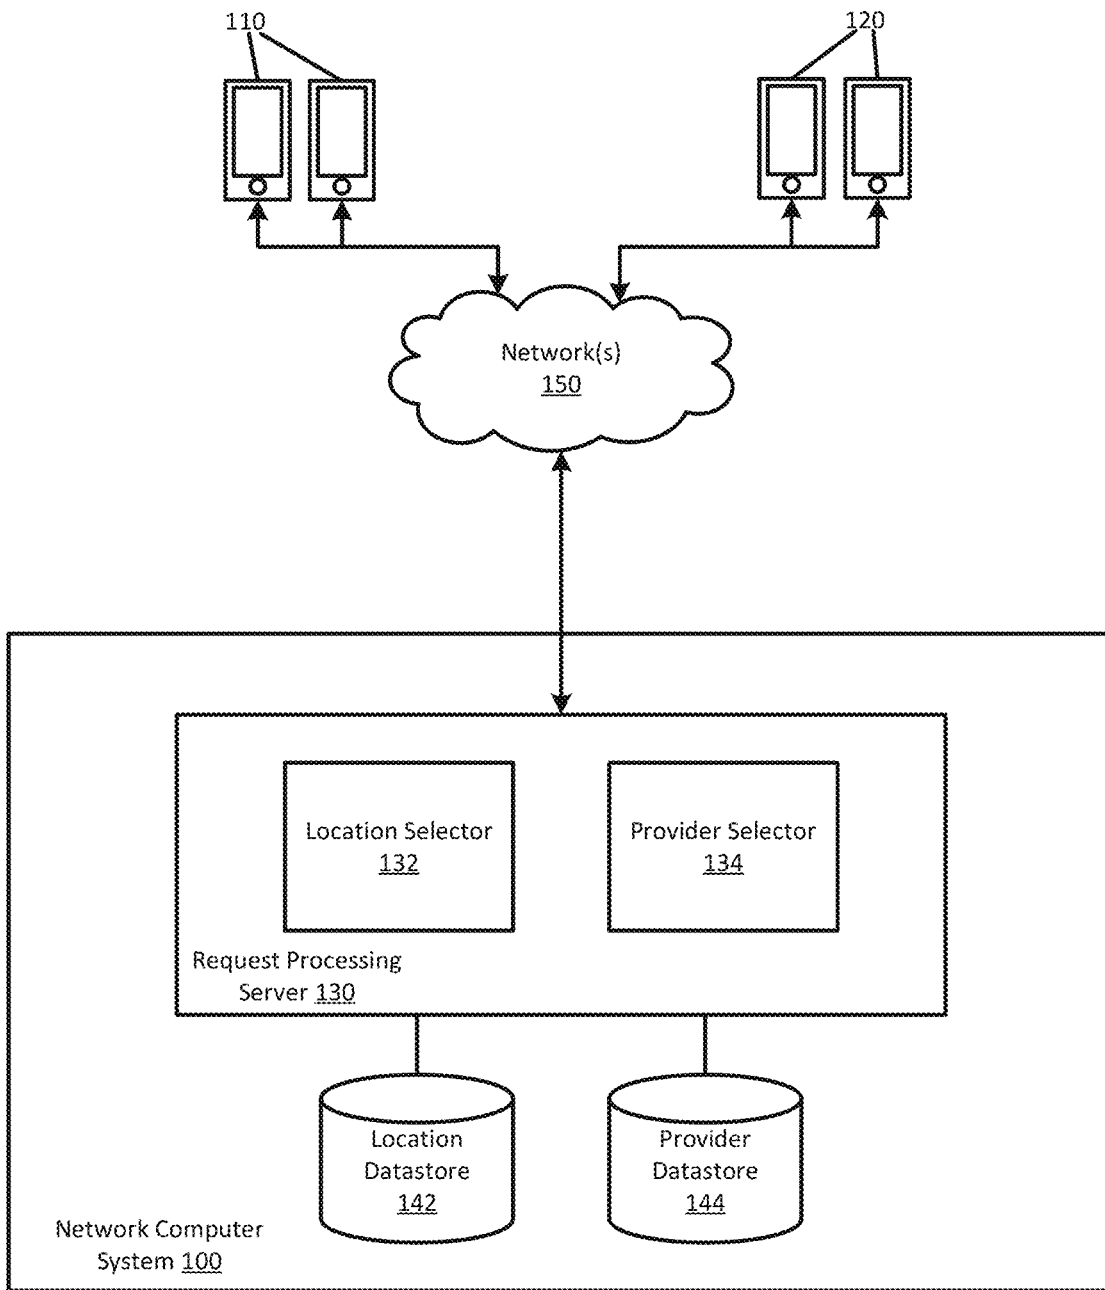 110
120
Network(s)
150
Location Selector
132
Provider Selector
134
Request Processing
Server 130
Location
Datastore
142
Provider
Datastore
144
Network Computer
System 100